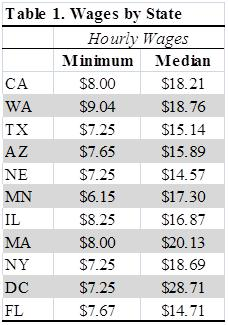 Table 1. Wages by State
Hourly Wages
Minimum Median
CA $8.00 $18.21
WA $9.04 $18.76
TX $7.25 $15.14
AZ $7.65 $15.89
NE $7.25 $14.57
MN $6.15 $17.30
IL $8.25 $16.87
MA $8.00 $20.13
NY $7.25 $18.69
DC $7.25 $28.71
FL $7.67 $14.71